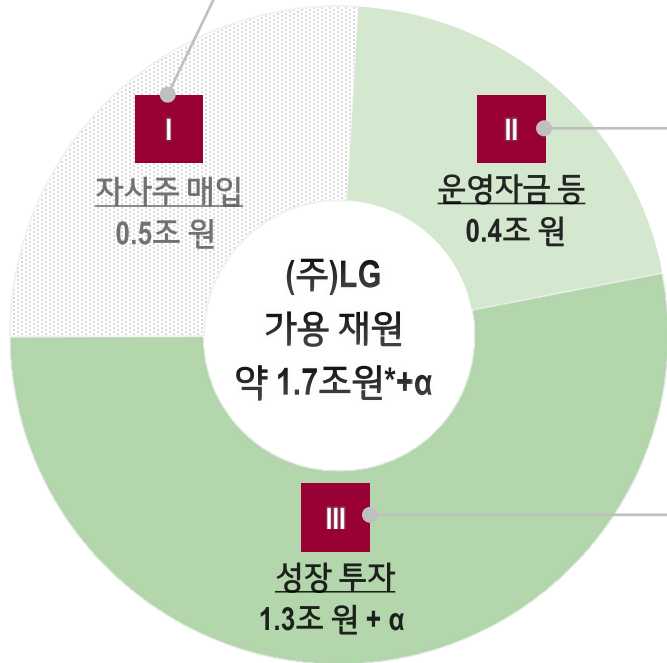 I
자사주 매입
0.5조 원
II
운영자금 등
0.4조 원
(주)LG
가용 재원
약 1.7조원*+α
III
성장 투자
1.3조 원 + α